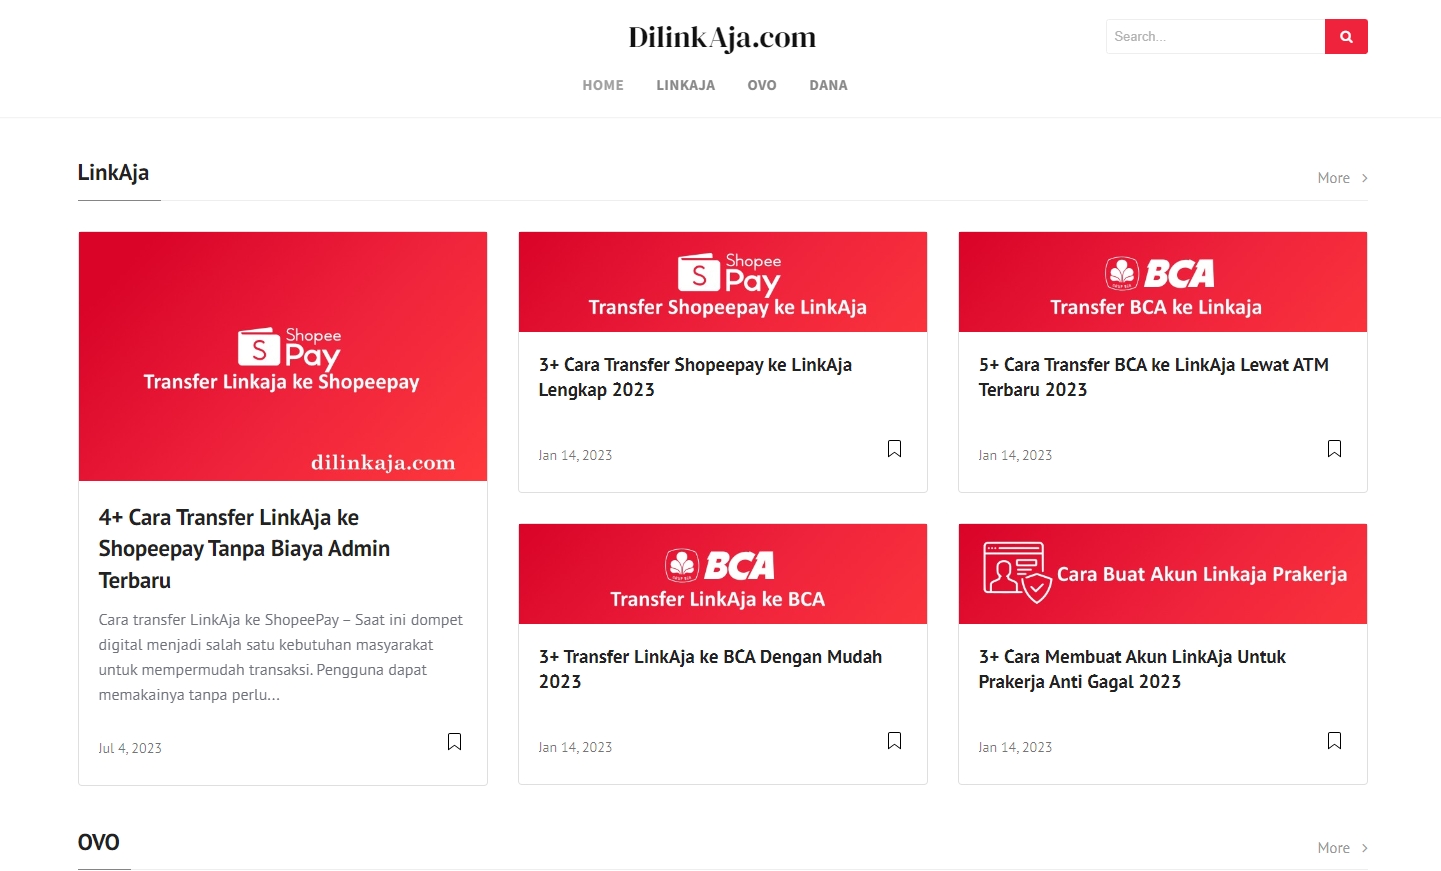 DilinkAja.com
Search...
HOME LINKAJA OVO DANA
LinkAja
More
Shopee
Pay
Transfer Linkaja ke Shopeepay
dilinkaja.com
4+ Cara Transfer LinkAja ke
Shopeepay Tanpa Biaya Admin
Terbaru
Cara transfer LinkAja ke ShopeePay – Saat ini dompet
digital menjadi salah satu kebutuhan masyarakat
untuk mempermudah transaksi. Pengguna dapat
memakainya tanpa perlu...
Jul 4, 2023
Shopee
Pay
Transfer Shopeepay ke LinkAja
3+ Cara Transfer Shopeepay ke LinkAja
Lengkap 2023
Jan 14, 2023
BCA
Transfer BCA ke Linkaja
5+ Cara Transfer BCA ke LinkAja Lewat ATM
Terbaru 2023
Jan 14, 2023
BCA
Transfer LinkAja ke BCA
3+ Transfer LinkAja ke BCA Dengan Mudah
2023
Jan 14, 2023
Cara Buat Akun Linkaja Prakerja
3+ Cara Membuat Akun LinkAja Untuk
Prakerja Anti Gagal 2023
Jan 14, 2023
OVO
More